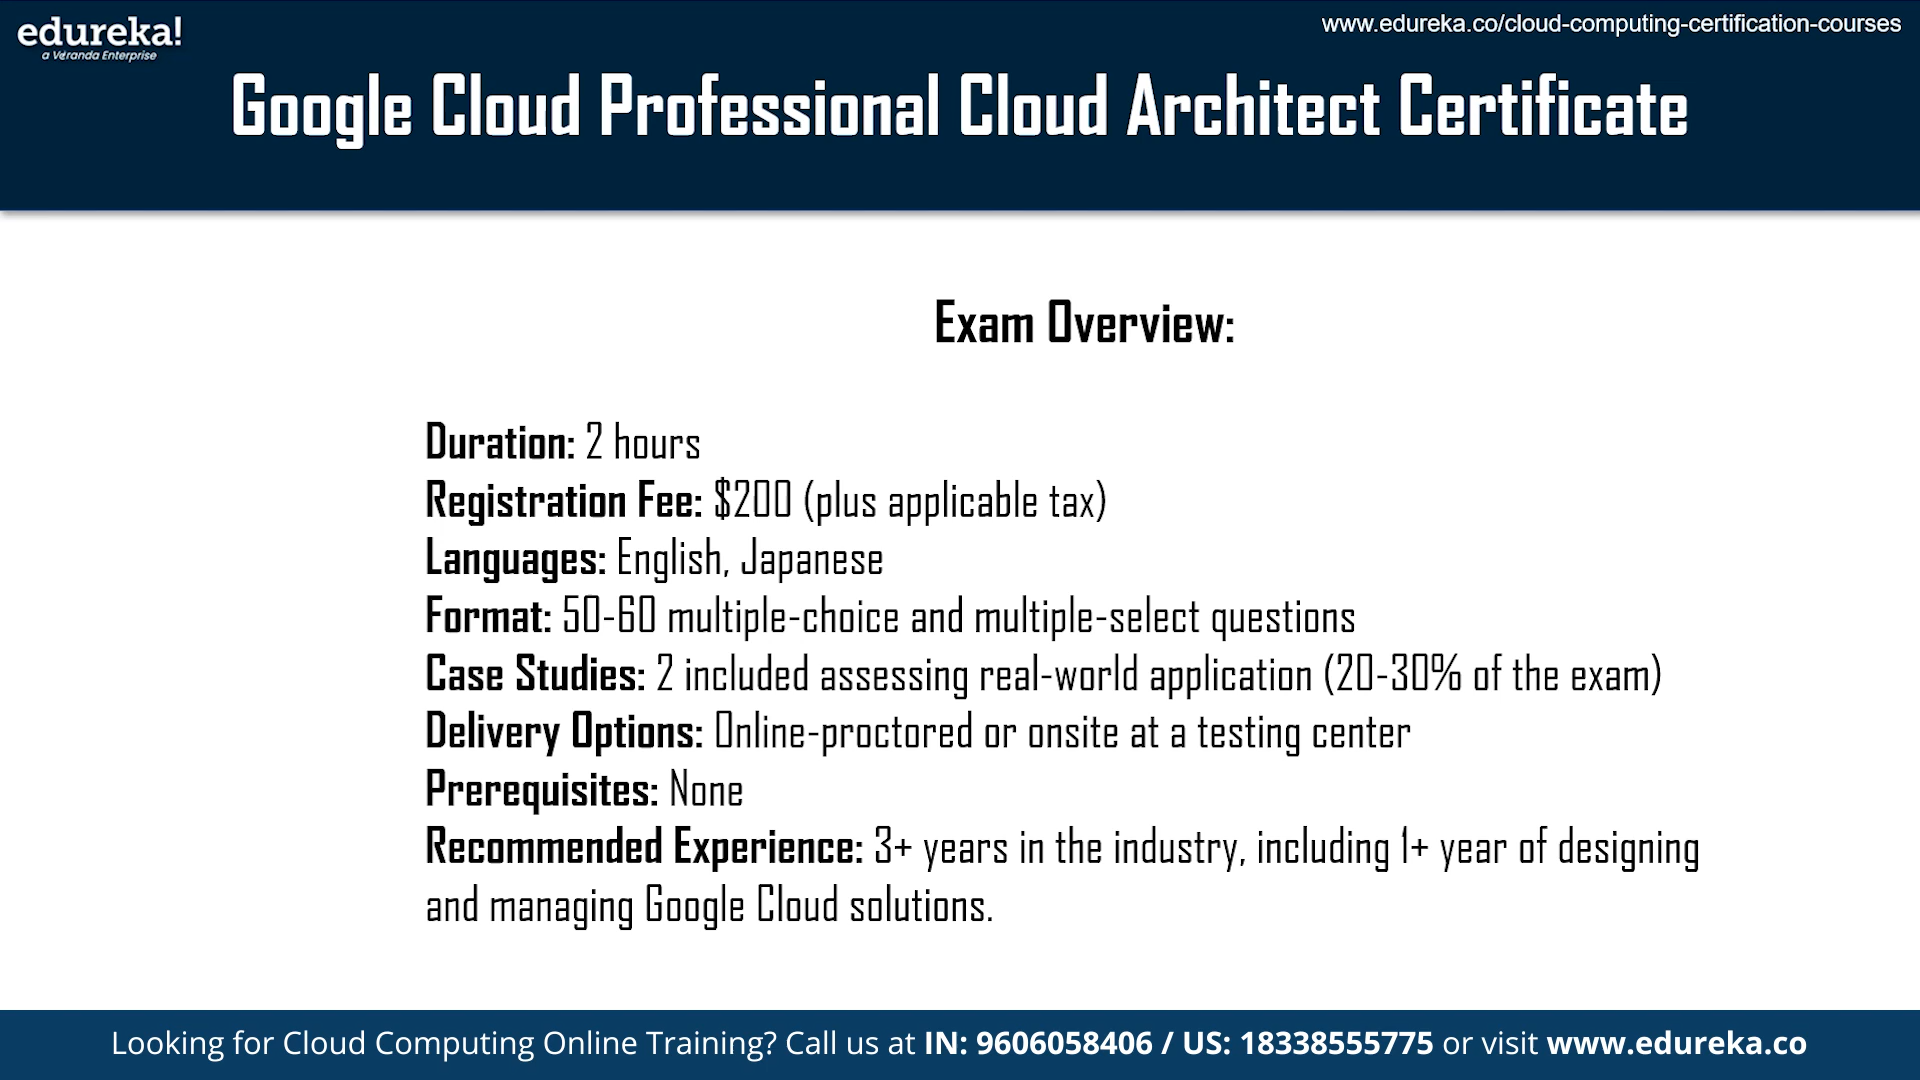 edureka!
a Veranda Enterprise
www.edureka.co/cloud-computing-certification-courses
Google Cloud Professional Cloud Architect Certificate
Exam Overview:
Duration: 2 hours
Registration Fee: $200 (plus applicable tax)
Languages: English, Japanese
Format: 50-60 multiple-choice and multiple-select questions
Case Studies: 2 included assessing real-world application (20-30% of the exam)
Delivery Options: Online-proctored or onsite at a testing center
Prerequisites: None
Recommended Experience: 3+ years in the industry, including 1+ year of designing
and managing Google Cloud solutions.
Looking for Cloud Computing Online Training? Call us at IN: 9606058406 / US: 18338555775 or visit www.edureka.co